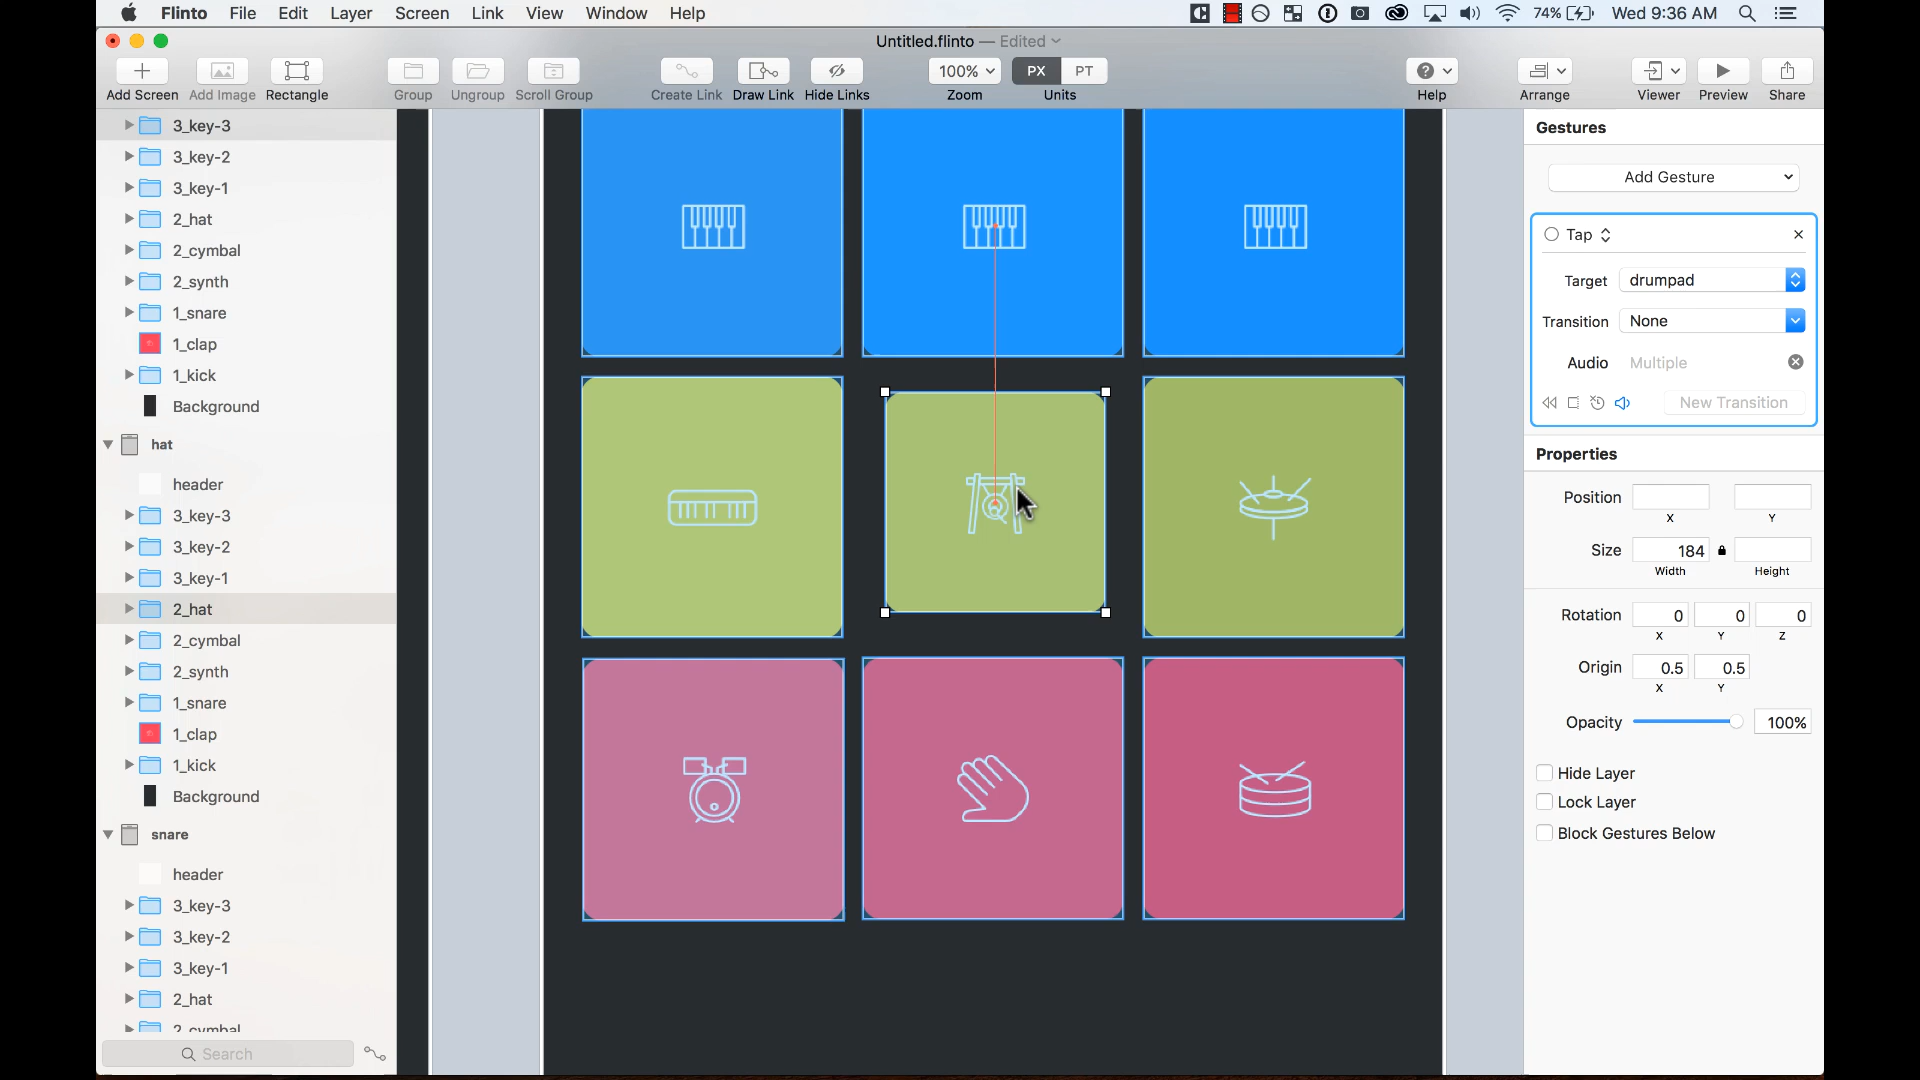 Flinto File Edit Layer Screen Link View Window Help 74% Wed 9:36 AM
Untitled.flinto — Edited
100% PX PT
Add Screen Add Image Rectangle Group Ungroup Scroll Group Create Link Draw Link Hide Links Zoom Units Help Arrange Viewer Preview Share
3_key-3
3_key-2
3_key-1
2_hat
2_cymbal
2_synth
1_snare
1_clap
1_kick
Background
hat
header
3_key-3
3_key-2
3_key-1
2_hat
2_cymbal
2_synth
1_snare
1_clap
1_kick
Background
snare
header
3_key-3
3_key-2
3_key-1
2_hat
2_cymbal
Search
Gestures
Add Gesture
Tap
Target drumpad
Transition None
Audio Multiple
New Transition
Properties
Position
X Y
Size 184
Width Height
Rotation 0 0 0
X Y Z
Origin 0.5 0.5
X Y
Opacity 100%
Hide Layer
Lock Layer
Block Gestures Below